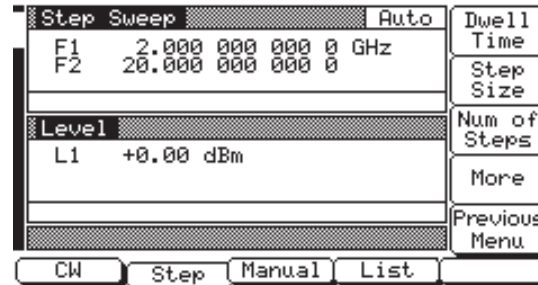 Step Sweep Auto
F1 2.000 000 000 0 GHz
F2 20.000 000 000 0
Level
L1 +0.00 dBm
Dwell
Time
Step
Size
Num of
Steps
More
Previous
Menu
CW Step Manual List